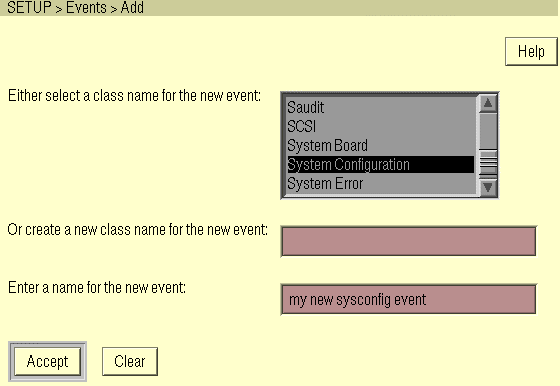 SETUP > Events > Add
Help
Either select a class name for the new event:
Saudit
SCSI
System Board
System Configuration
System Error
Or create a new class name for the new event:
Enter a name for the new event:
my new sysconfig event
Accept
Clear